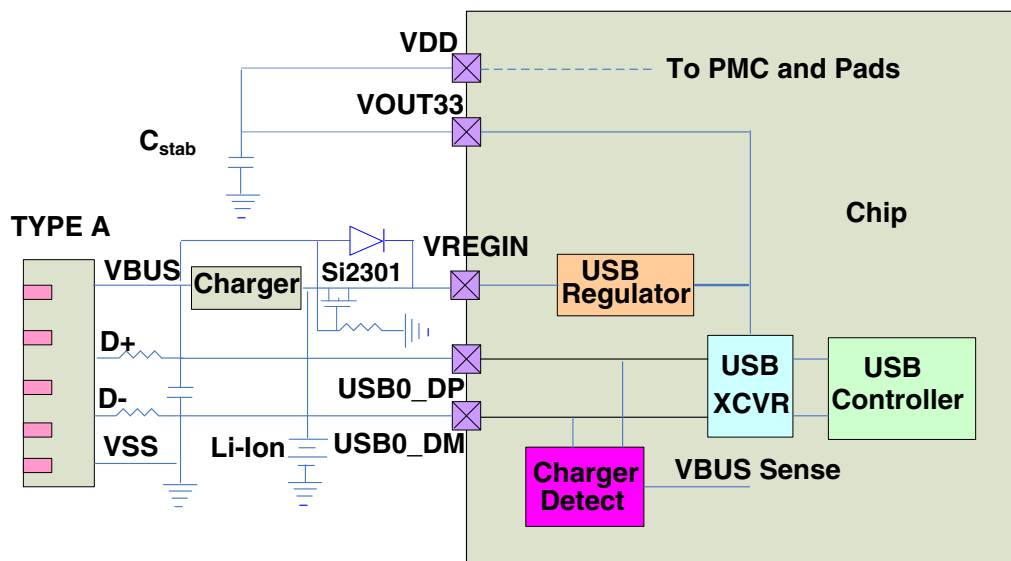 VDD
To PMC and Pads
VOUT33
Cstab
Chip
TYPE A
VREGIN
VBUS
Charger
Si2301
USB
Regulator
D+
USB0_DP
USB
XCVR
USB
Controller
D-
USB0_DM
VSS
Li-Ion
Charger
Detect
VBUS Sense